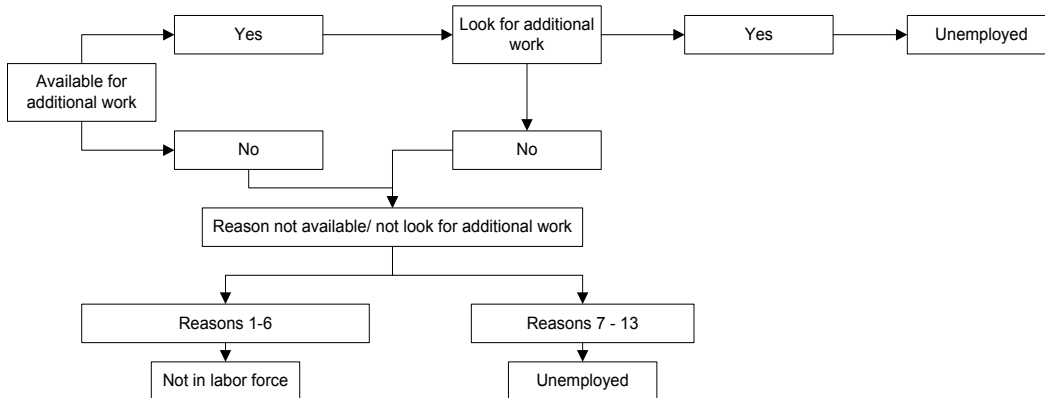 Yes
Look for additional
work
Yes
Unemployed
Available for
additional work
No
No
Reason not available/ not look for additional work
Reasons 1-6
Reasons 7 - 13
Not in labor force
Unemployed